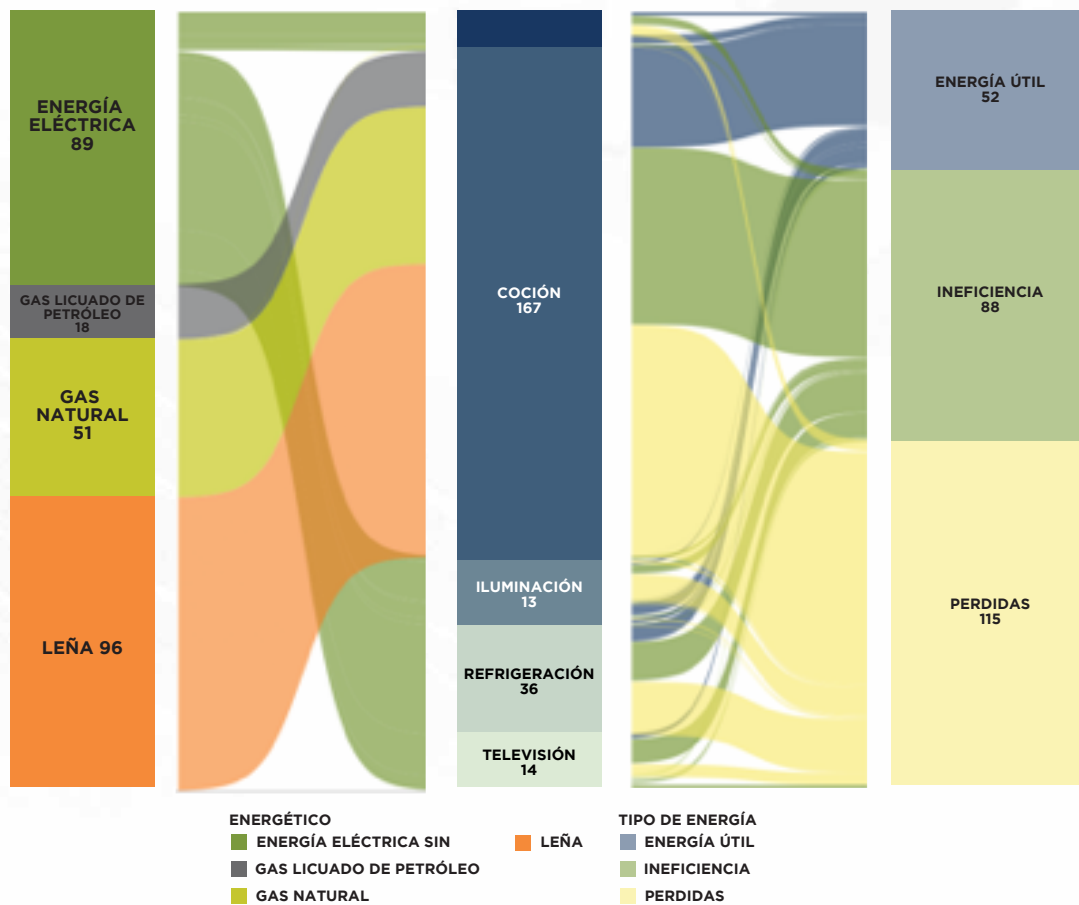 ENERGÍA
ELÉCTRICA
89
GAS LICUADO DE
PETRÓLEO
18
GAS
NATURAL
51
LEÑA 96
COCIÓN
167
ILUMINACIÓN
13
REFRIGERACIÓN
36
TELEVISIÓN
14
ENERGÍA ÚTIL
52
INEFICIENCIA
88
PERDIDAS
115
ENERGÉTICO
ENERGÍA ELÉCTRICA SIN
GAS LICUADO DE PETRÓLEO
GAS NATURAL
LEÑA
TIPO DE ENERGÍA
ENERGÍA ÚTIL
INEFICIENCIA
PERDIDAS